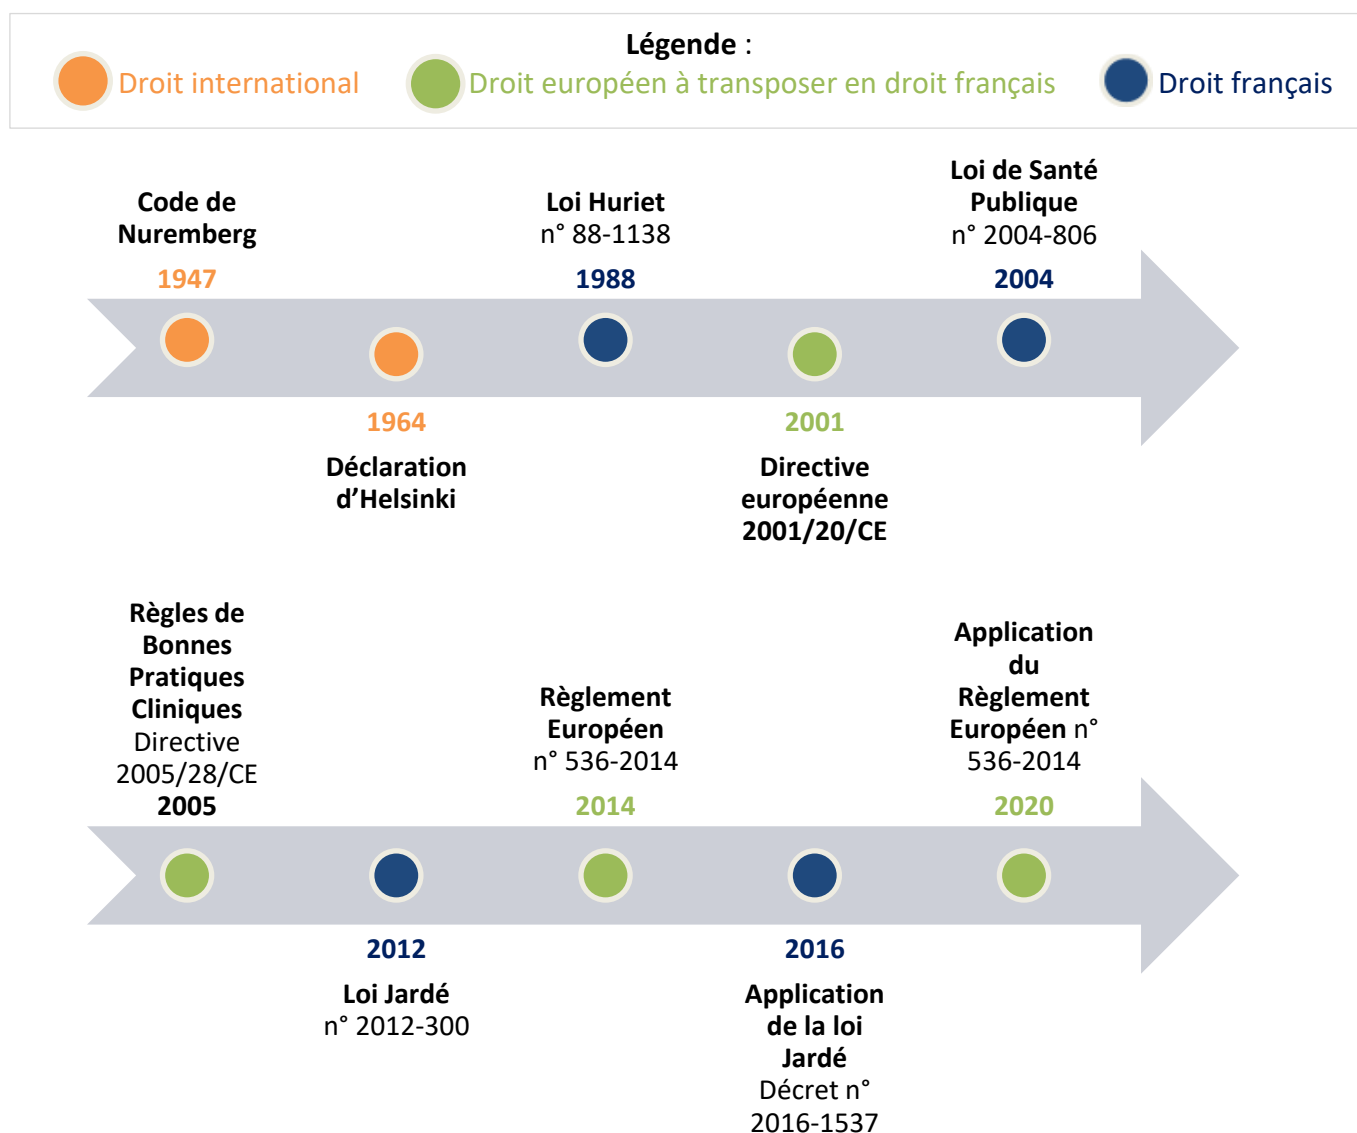 Légende :
Droit international
Droit européen à transposer en droit français
Droit français
Code de
Nuremberg
1947
1964
Déclaration
d’Helsinki
Loi Huriet
n° 88-1138
1988
2001
Directive
européenne
2001/20/CE
Loi de Santé
Publique
n° 2004-806
2004
Règles de
Bonnes
Pratiques
Cliniques
Directive
2005/28/CE
2005
2012
Loi Jardé
n° 2012-300
Règlement
Européen
n° 536-2014
2014
2016
Application
de la loi
Jardé
Décret n°
2016-1537
Application
du
Règlement
Européen n°
536-2014
2020